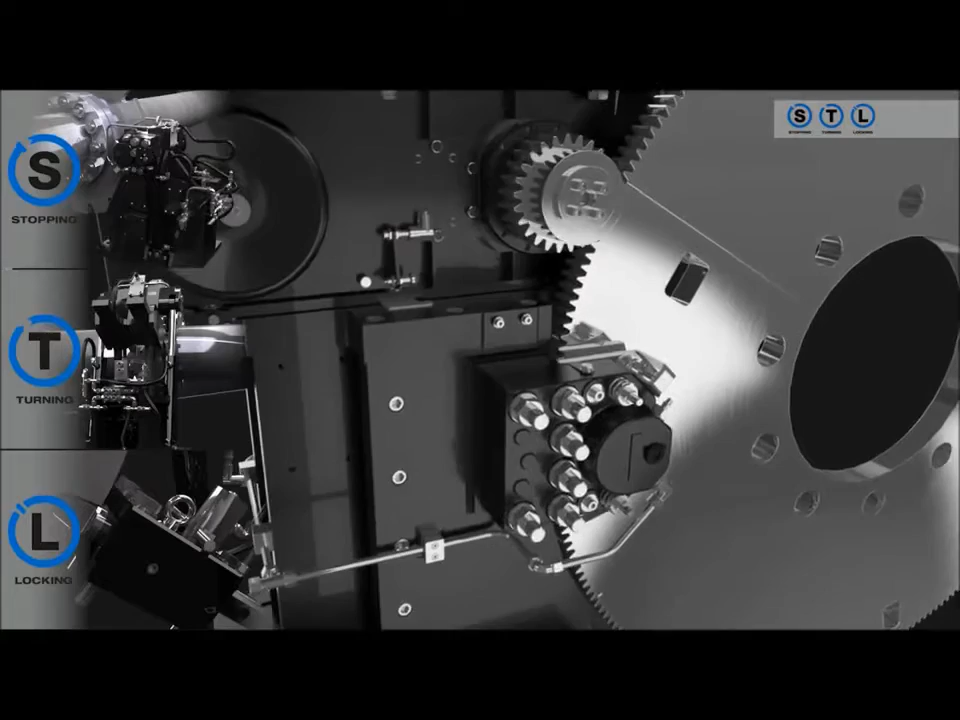 S
STOPPING
T
TURNING
L
LOCKING
S T L
STOPPING TURNING LOCKING